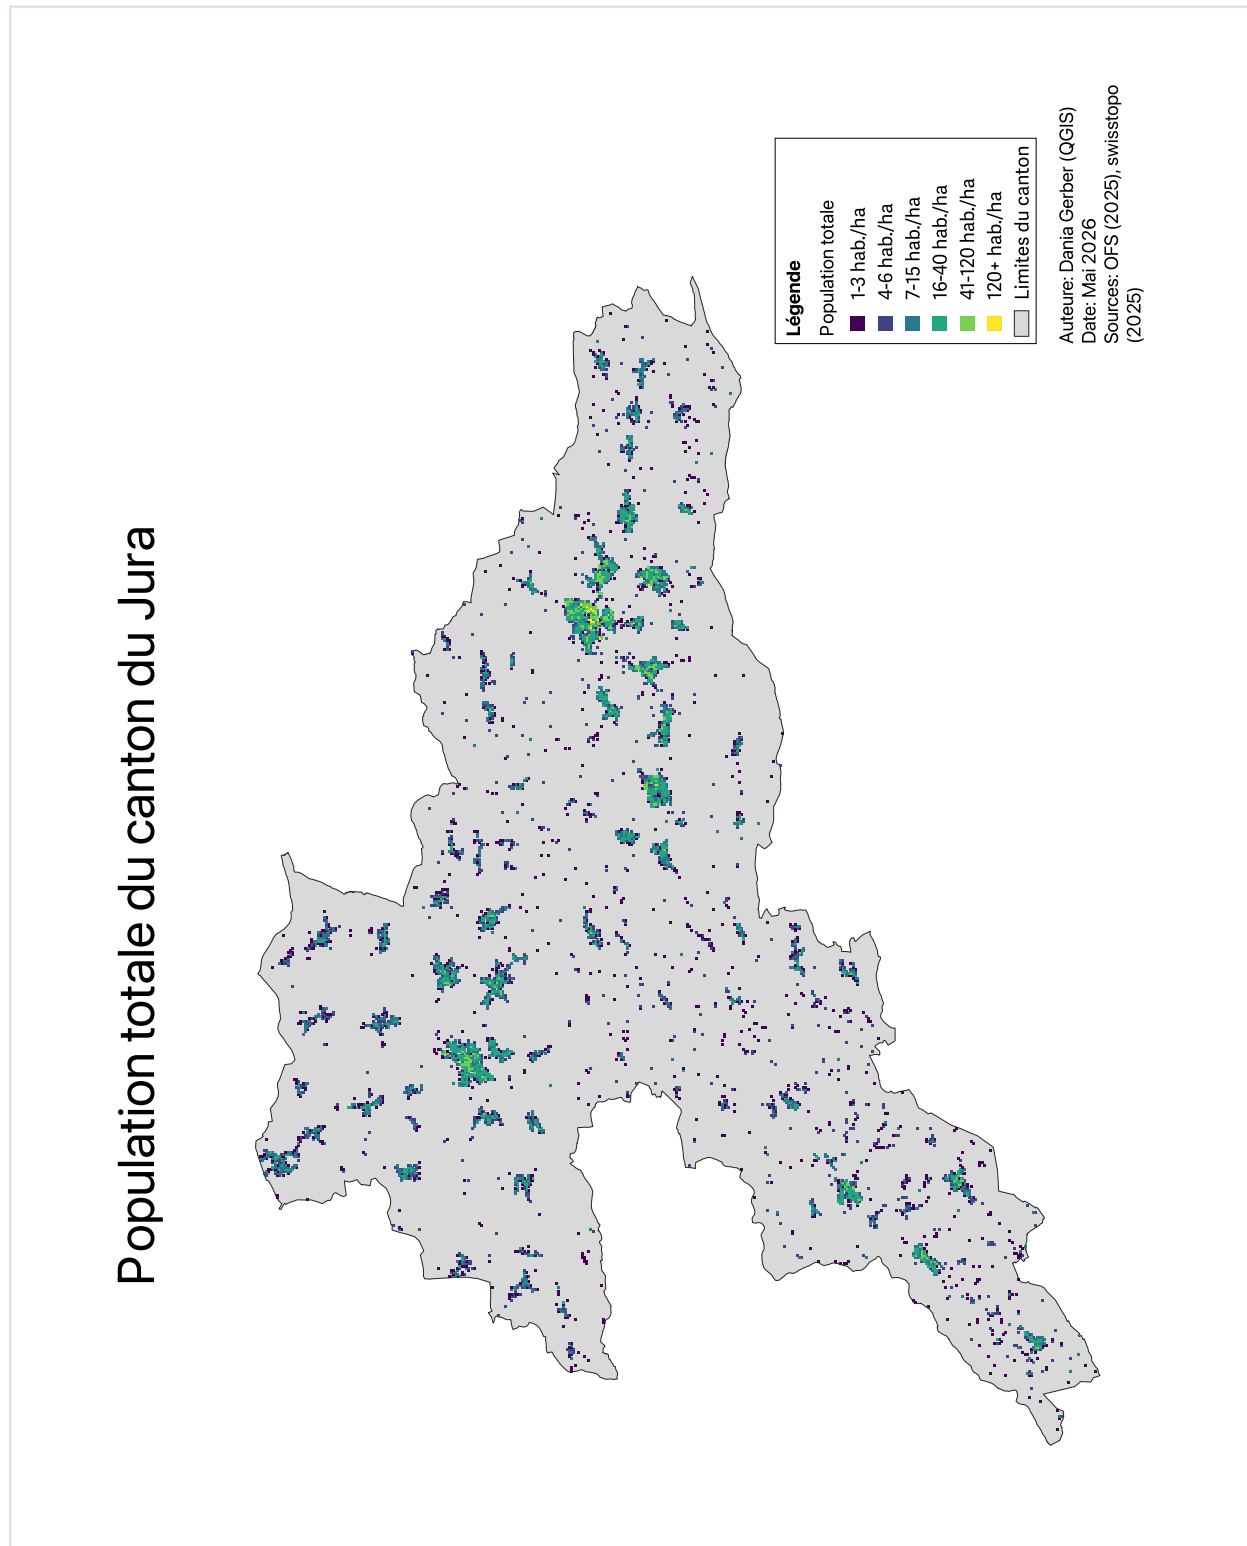 Population totale du canton du Jura
Légende
Population totale
1-3 hab./ha
4-6 hab./ha
7-15 hab./ha
16-40 hab./ha
41-120 hab./ha
120+ hab./ha
Limites du canton
Auteure: Dania Gerber (QGIS)
Date: Mai 2026
Sources: OFS (2025), swisstopo
(2025)